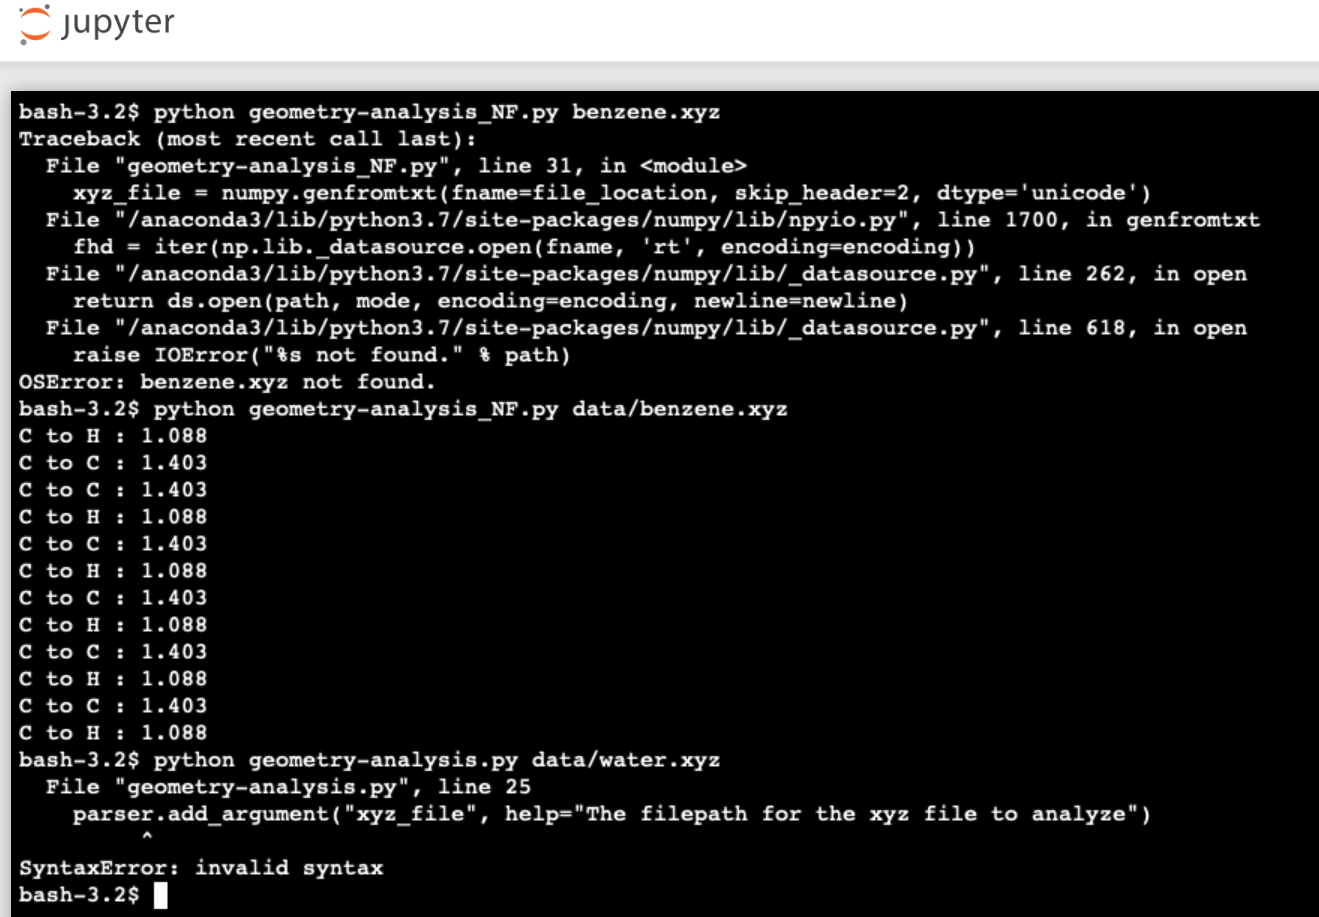 jupyter
bash-3.2$ python geometry-analysis_NF.py benzene.xyz
Traceback (most recent call last):
  File "geometry-analysis_NF.py", line 31, in <module>
    xyz_file = numpy.genfromtxt(fname=file_location, skip_header=2, dtype='unicode')
  File "/anaconda3/lib/python3.7/site-packages/numpy/lib/npyio.py", line 1700, in genfromtxt
    fhd = iter(np.lib._datasource.open(fname, 'rt', encoding=encoding))
  File "/anaconda3/lib/python3.7/site-packages/numpy/lib/_datasource.py", line 262, in open
    return ds.open(path, mode, encoding=encoding, newline=newline)
  File "/anaconda3/lib/python3.7/site-packages/numpy/lib/_datasource.py", line 618, in open
    raise IOError("%s not found." % path)
OSError: benzene.xyz not found.
bash-3.2$ python geometry-analysis_NF.py data/benzene.xyz
C to H : 1.088
C to C : 1.403
C to C : 1.403
C to H : 1.088
C to C : 1.403
C to H : 1.088
C to C : 1.403
C to H : 1.088
C to C : 1.403
C to H : 1.088
C to C : 1.403
C to H : 1.088
bash-3.2$ python geometry-analysis.py data/water.xyz
  File "geometry-analysis.py", line 25
    parser.add_argument("xyz_file", help="The filepath for the xyz file to analyze")
         ^
SyntaxError: invalid syntax
bash-3.2$